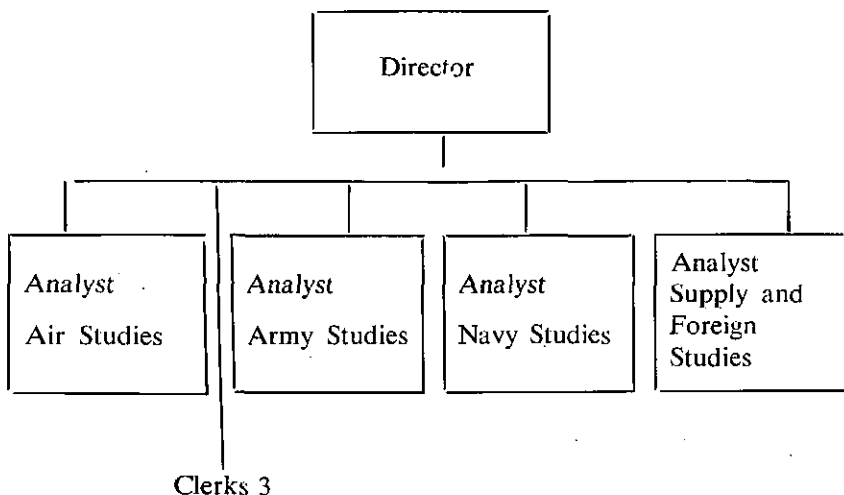 Director
Analyst
Air Studies
Analyst
Army Studies
Analyst
Navy Studies
Analyst
Supply and
Foreign
Studies
Clerks 3